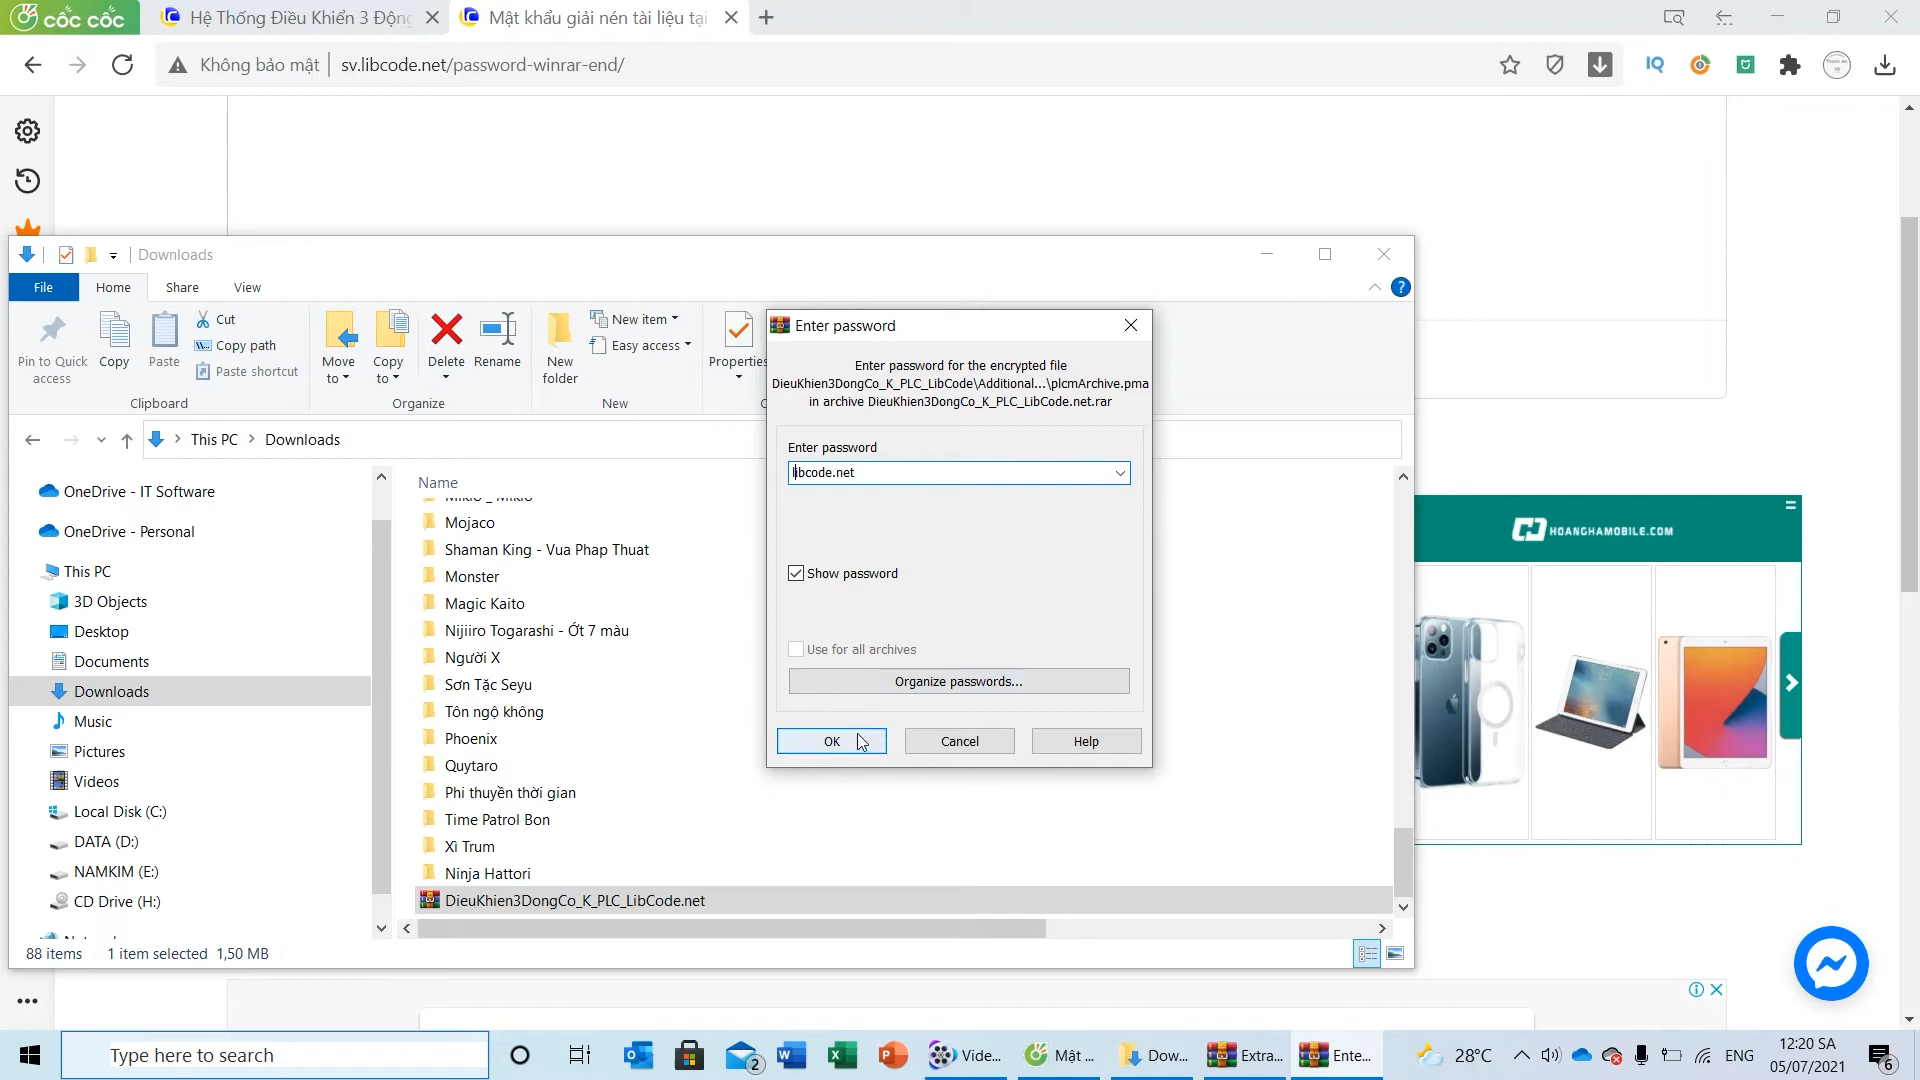 cốc cốc
Hệ Thống Điều Khiển 3 Động
Mật khẩu giải nén tài liệu tại
Không bảo mật
sv.libcode.net/password-winrar-end/
IQ
Downloads
File
Home
Share
View
Pin to Quick access
Copy
Paste
Cut
Copy path
Paste shortcut
Clipboard
Move to
Copy to
Delete
Rename
Organize
New folder
New item
Easy access
New
Properties
This PC
Downloads
OneDrive - IT Software
OneDrive - Personal
This PC
3D Objects
Desktop
Documents
Downloads
Music
Pictures
Videos
Local Disk (C:)
DATA (D:)
NAMKIM (E:)
CD Drive (H:)
Name
Mojaco
Shaman King - Vua Phap Thuat
Monster
Magic Kaito
Nijiiro Togarashi - Ớt 7 màu
Người X
Sơn Tặc Seyu
Tôn ngộ không
Phoenix
Quytaro
Phi thuyền thời gian
Time Patrol Bon
Xì Trum
Ninja Hattori
DieuKhien3DongCo_K_PLC_LibCode.net
88 items
1 item selected 1,50 MB
Enter password
Enter password for the encrypted file
DieuKhien3DongCo_K_PLC_LibCode\Additional...\plcmArchive.pma
in archive DieuKhien3DongCo_K_PLC_LibCode.net.rar
Enter password
libcode.net
Show password
Use for all archives
Organize passwords...
OK
Cancel
Help
HOANGHAMOBILE.COM
Type here to search
2
Vide...
Mật ...
Dow...
Extra...
Ente...
28°C
ENG
12:20 SA
05/07/2021
6